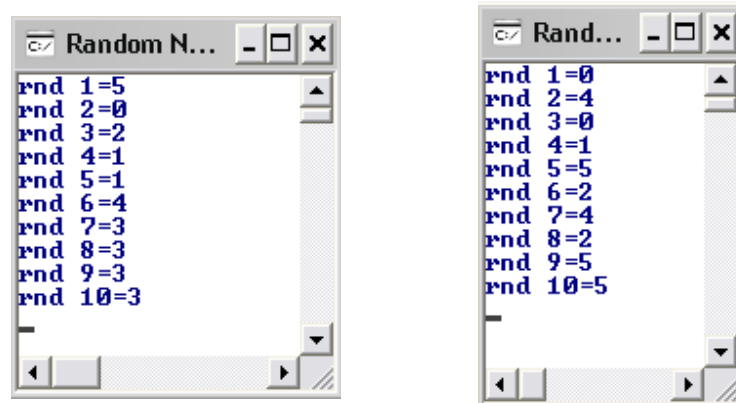 Random N...
rnd 1=5
rnd 2=0
rnd 3=2
rnd 4=1
rnd 5=1
rnd 6=4
rnd 7=3
rnd 8=3
rnd 9=3
rnd 10=3
Rand...
rnd 1=0
rnd 2=4
rnd 3=0
rnd 4=1
rnd 5=5
rnd 6=2
rnd 7=4
rnd 8=2
rnd 9=5
rnd 10=5